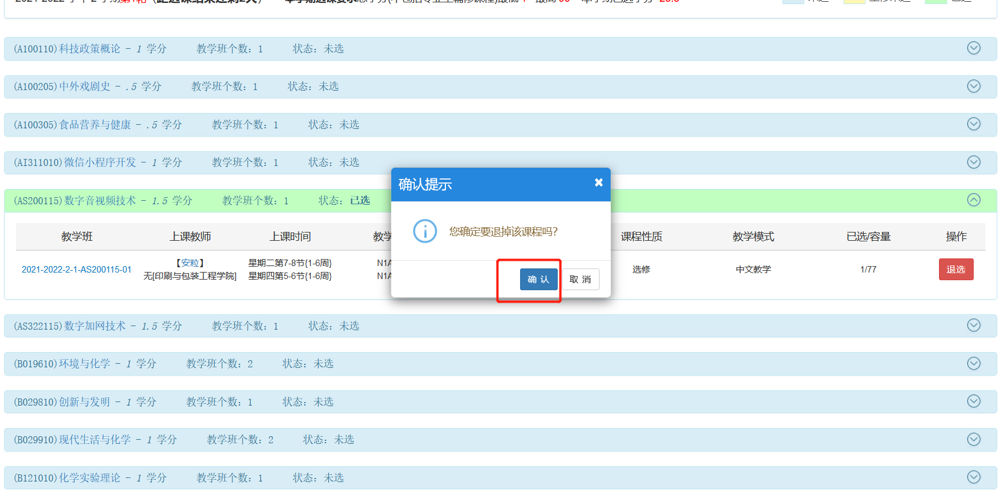 (A100110)科技政策概论 - 1 学分 教学班个数：1 状态：未选
(A100205)中外戏剧史 - .5 学分 教学班个数：1 状态：未选
(A100305)食品营养与健康 - .5 学分 教学班个数：1 状态：未选
(AI311010)微信小程序开发 - 1 学分 教学班个数：1 状态：未选
确认提示
(AS200115)数字音视频技术 - 1.5 学分 教学班个数：1 状态：已选
您确定要退掉该课程吗？
教学班 上课教师 上课时间 教学 课程性质 教学模式 已选/容量 操作
2021-2022-2-1-AS200115-01 【安粒】 无[印刷与包装工程学院] 星期二第7-8节{1-6周} 星期四第5-6节{1-6周} N1A N1A 选修 中文教学 1/77 退选
确 认 取 消
(AS322115)数字加网技术 - 1.5 学分 教学班个数：1 状态：未选
(B019610)环境与化学 - 1 学分 教学班个数：2 状态：未选
(B029810)创新与发明 - 1 学分 教学班个数：1 状态：未选
(B029910)现代生活与化学 - 1 学分 教学班个数：2 状态：未选
(B121010)化学实验理论 - 1 学分 教学班个数：1 状态：未选